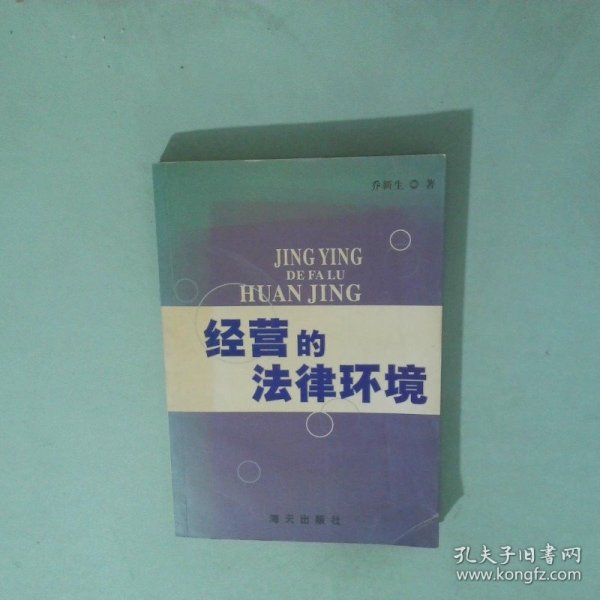 乔新生 ◎ 著
JING YING
DE FA LU
HUAN JING
经营的
法律环境
海天出版社
孔夫子旧书网
www.kongfz.com